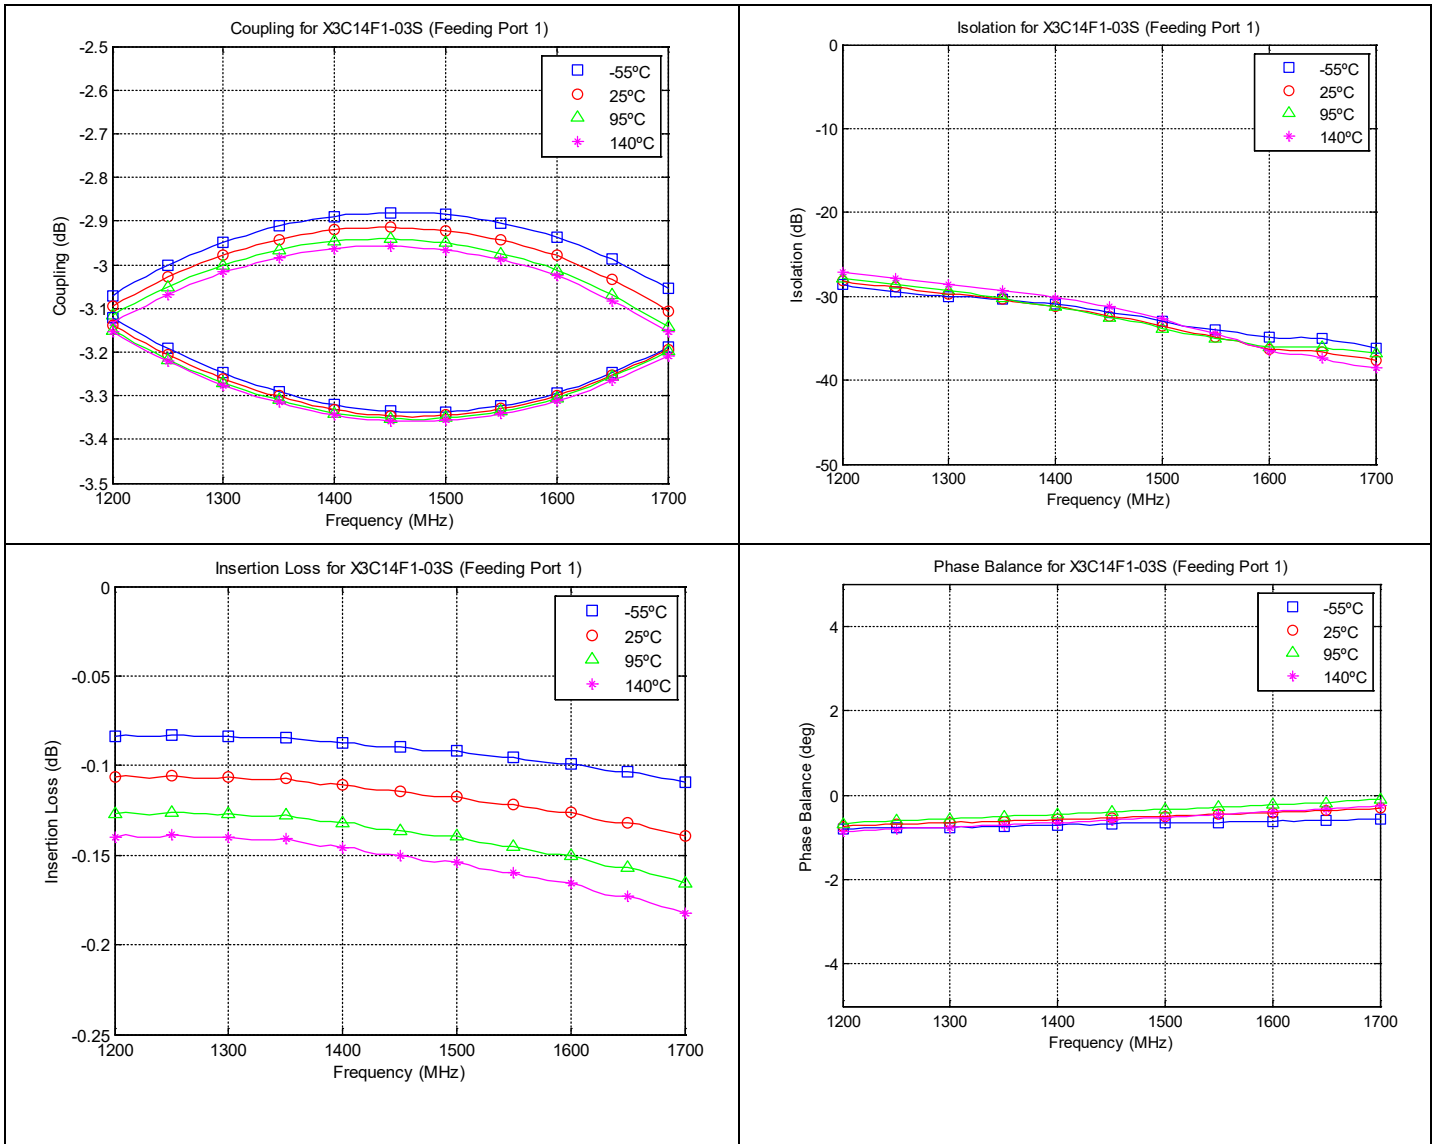 Coupling for X3C14F1-03S (Feeding Port 1)
-2.5
-2.6
-2.7
-2.8
-2.9
-3
-3.1
-3.2
-3.3
-3.4
-3.5
Coupling (dB)
-55ºC
25ºC
95ºC
140ºC
1200
1300
1400
1500
1600
1700
Frequency (MHz)
Isolation for X3C14F1-03S (Feeding Port 1)
0
-10
-20
-30
-40
-50
Isolation (dB)
-55ºC
25ºC
95ºC
140ºC
1200
1300
1400
1500
1600
1700
Frequency (MHz)
Insertion Loss for X3C14F1-03S (Feeding Port 1)
0
-0.05
-0.1
-0.15
-0.2
-0.25
Insertion Loss (dB)
-55ºC
25ºC
95ºC
140ºC
1200
1300
1400
1500
1600
1700
Frequency (MHz)
Phase Balance for X3C14F1-03S (Feeding Port 1)
4
2
0
-2
-4
Phase Balance (deg)
-55ºC
25ºC
95ºC
140ºC
1200
1300
1400
1500
1600
1700
Frequency (MHz)